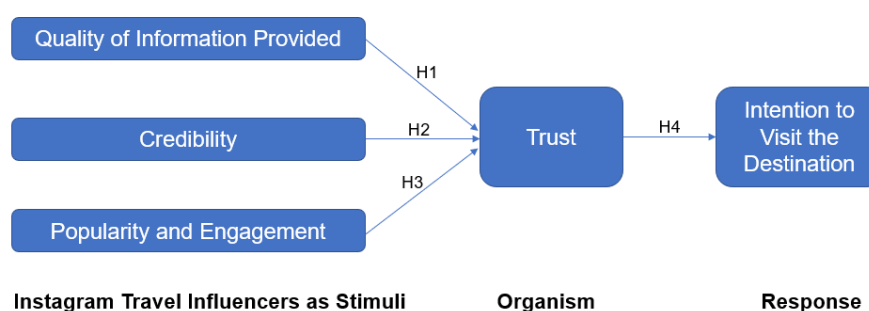 Quality of Information Provided
H1
Credibility
H2
Trust
H4
Intention to
Visit the
Destination
H3
Popularity and Engagement
Instagram Travel Influencers as Stimuli
Organism
Response